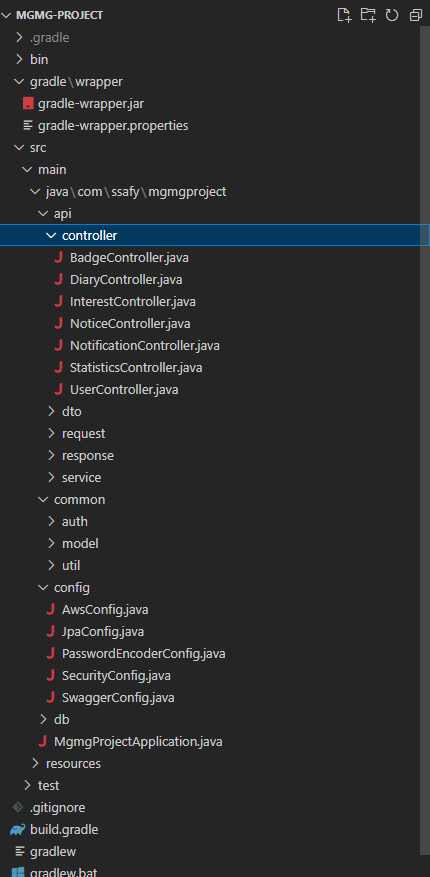 MGMG-PROJECT
.gradle
bin
gradle\wrapper
gradle-wrapper.jar
gradle-wrapper.properties
src
main
java\com\ssafy\mgmgproject
api
controller
BadgeController.java
DiaryController.java
InterestController.java
NoticeController.java
NotificationController.java
StatisticsController.java
UserController.java
dto
request
response
service
common
auth
model
util
config
AwsConfig.java
JpaConfig.java
PasswordEncoderConfig.java
SecurityConfig.java
SwaggerConfig.java
db
MgmgProjectApplication.java
resources
test
.gitignore
build.gradle
gradlew
gradlew.bat